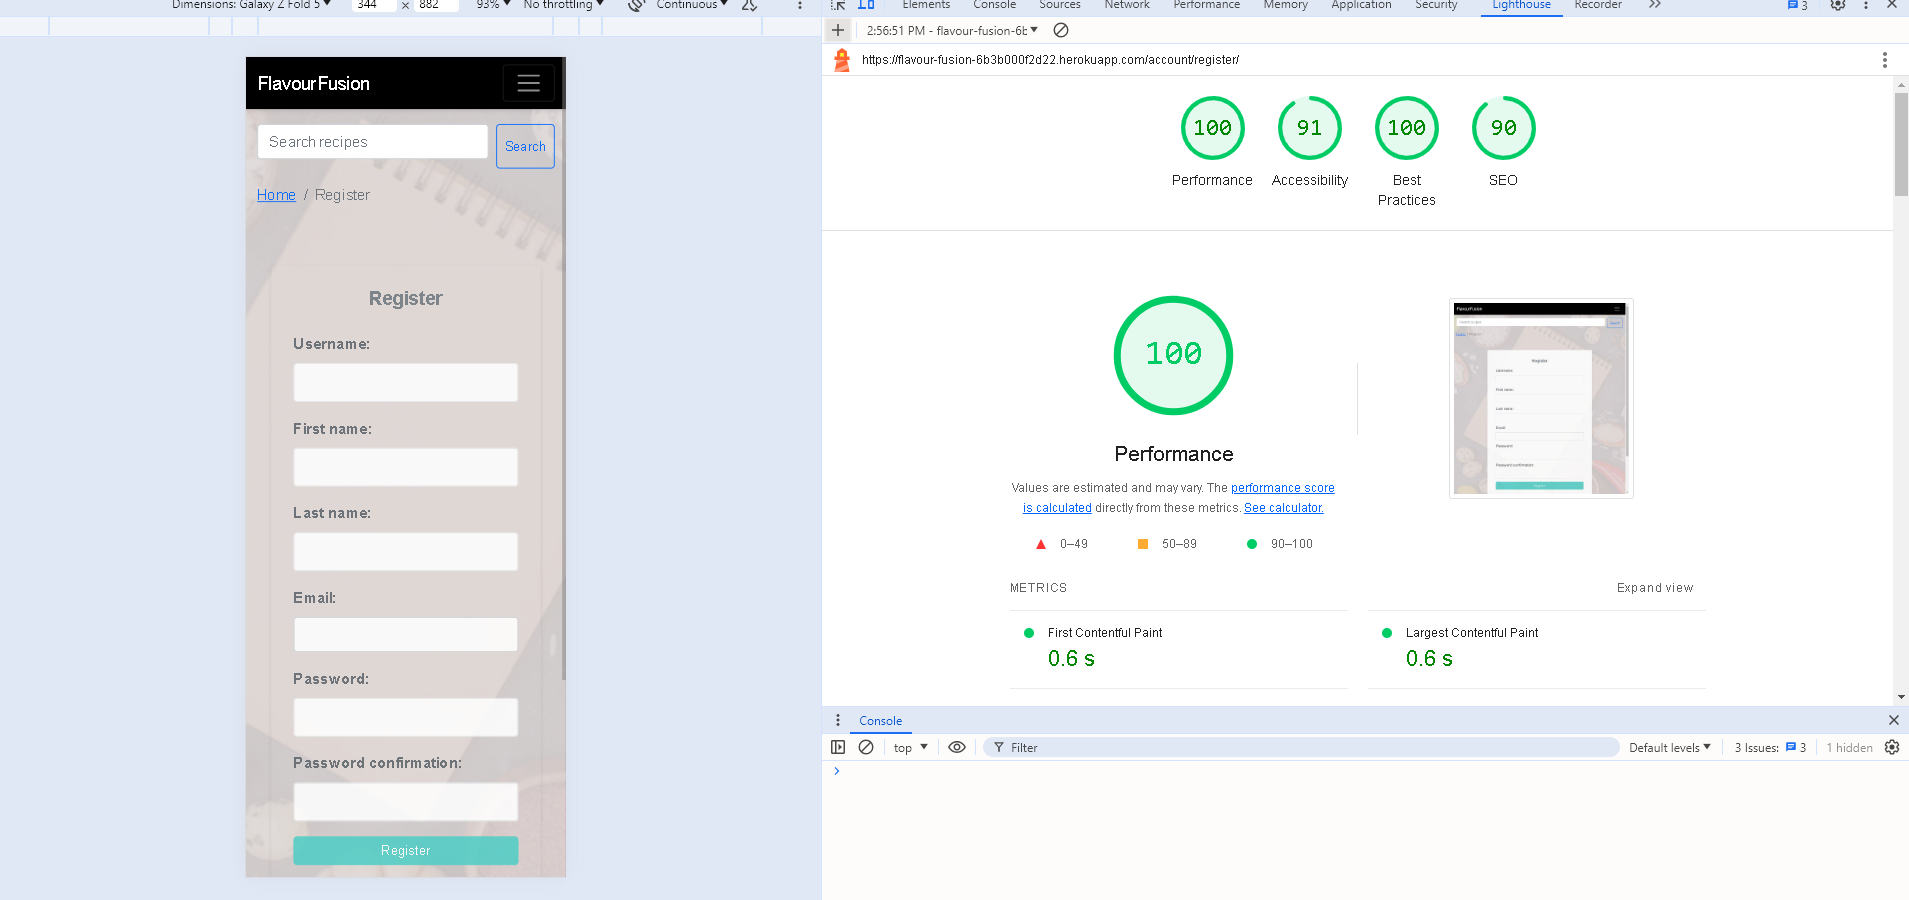 Dimensions: Galaxy Z Fold 5 344 × 882 93% No throttling Continuous
Elements Console Sources Network Performance Memory Application Security Lighthouse Recorder 3
2:56:51 PM - flavour-fusion-6b
https://flavour-fusion-6b3b000f2d22.herokuapp.com/account/register/
FlavourFusion
Search recipes
Search
Home / Register
Register
Username:
First name:
Last name:
Email:
Password:
Password confirmation:
Register
100 91 100 90
Performance Accessibility Best Practices SEO
100
Performance
Values are estimated and may vary. The performance score
is calculated directly from these metrics. See calculator.
0–49 50–89 90–100
METRICS Expand view
First Contentful Paint
0.6 s
Largest Contentful Paint
0.6 s
Console
top Filter Default levels 3 Issues: 3 1 hidden